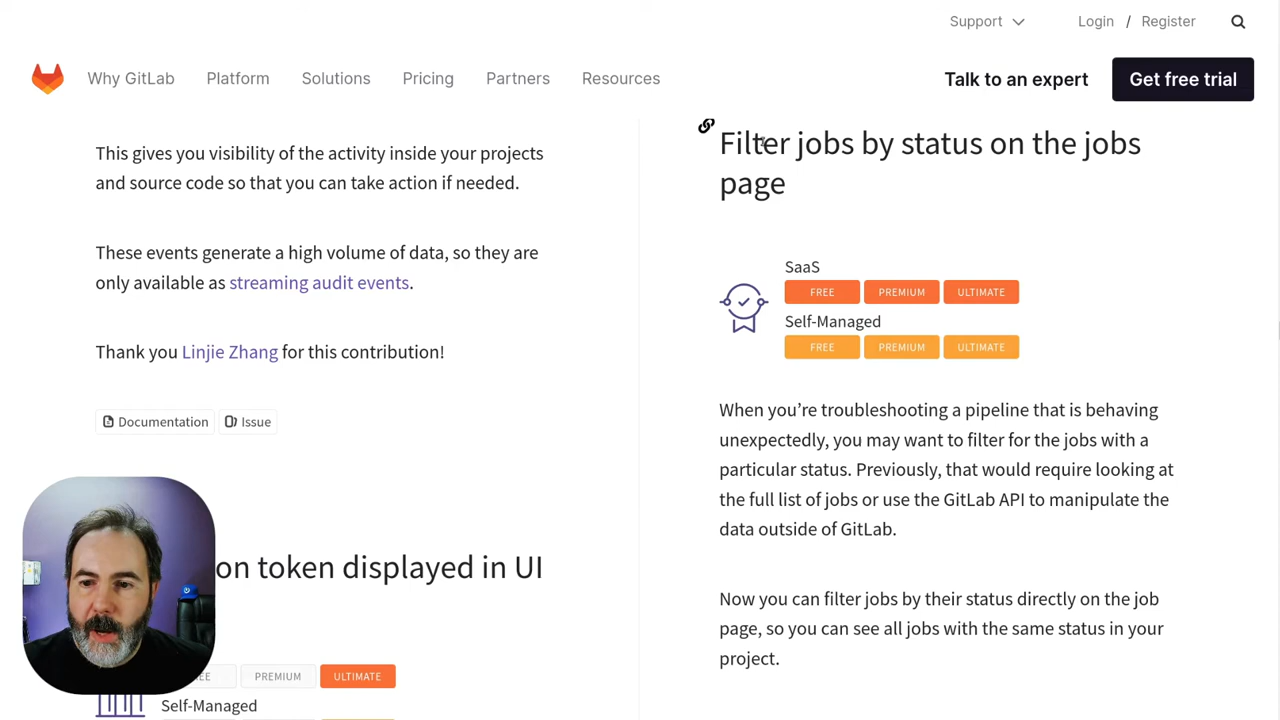 Support
Login / Register
Why GitLab
Platform
Solutions
Pricing
Partners
Resources
Talk to an expert
Get free trial
This gives you visibility of the activity inside your projects
and source code so that you can take action if needed.
These events generate a high volume of data, so they are
only available as streaming audit events.
Thank you Linjie Zhang for this contribution!
Documentation
Issue
on token displayed in UI
PREMIUM
ULTIMATE
Self-Managed
Filter jobs by status on the jobs
page
SaaS
FREE PREMIUM ULTIMATE
Self-Managed
FREE PREMIUM ULTIMATE
When you’re troubleshooting a pipeline that is behaving
unexpectedly, you may want to filter for the jobs with a
particular status. Previously, that would require looking at
the full list of jobs or use the GitLab API to manipulate the
data outside of GitLab.
Now you can filter jobs by their status directly on the job
page, so you can see all jobs with the same status in your
project.